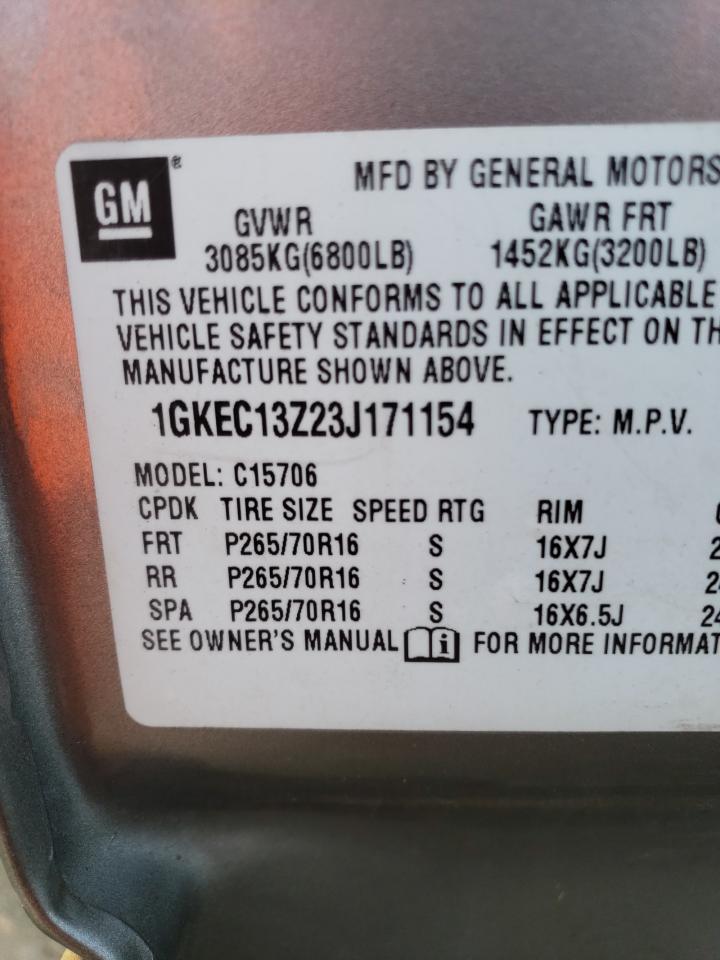 GM®
MFD BY GENERAL MOTORS
GVWR GAWR FRT
3085KG(6800LB) 1452KG(3200LB)
THIS VEHICLE CONFORMS TO ALL APPLICABLE
VEHICLE SAFETY STANDARDS IN EFFECT ON
MANUFACTURE SHOWN ABOVE.
1GKEC13Z23J171154 TYPE: M.P.V.
MODEL: C15706
CPDK TIRE SIZE SPEED RTG RIM
FRT P265/70R16 S 16X7J
RR P265/70R16 S 16X7J
SPA P265/70R16 S 16X6.5J
SEE OWNER'S MANUAL FOR MORE